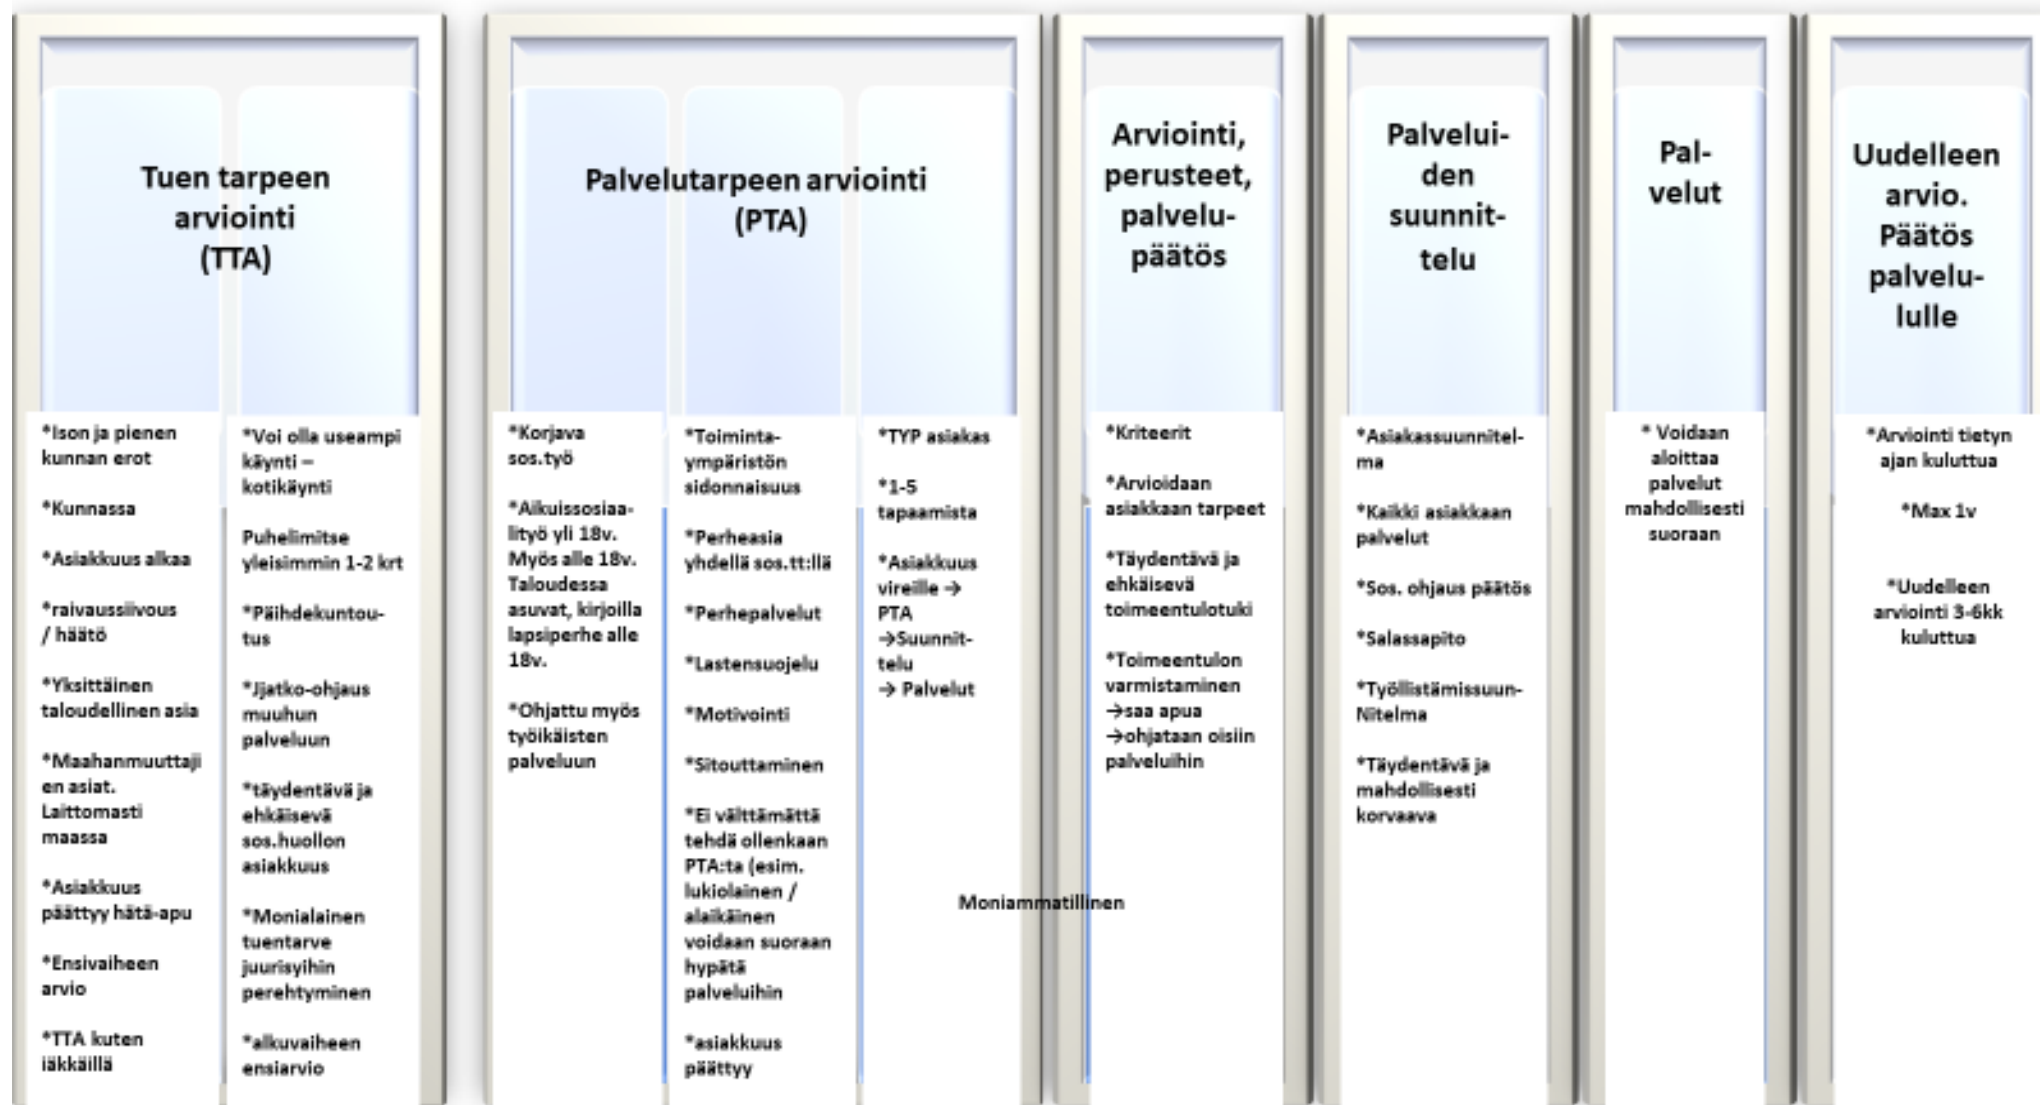 Tuen tarpeen
arviointi
(TTA)
*Ison ja pienen
kunnan erot
*Kunnassa
*Asiakkuus alkaa
*raivaussiivous
/ häätö
*Yksittäinen
taloudellinen asia
*Maahanmuuttaji
en asiat.
Laittomasti
maassa
*Asiakkuus
päättyy hätä-apu
*Ensivaiheen
arvio
*TTA kuten
iäkkäillä
*Voi olla useampi
käynti –
kotikäynti
Puhelimitse
yleisimmin 1-2 krt
*Päihdekuntou-
tus
*Jjatko-ohjaus
muuhun
palveluun
*täydentävä ja
ehkäisevä
sos.huollon
asiakkuus
*Monialainen
tuentarve
juurisyihin
perehtyminen
*alkuvaiheen
ensiarvio
Palvelutarpeen arviointi
(PTA)
*Korjava
sos.työ
*Aikuissosiaa-
lityö yli 18v.
Myös alle 18v.
Taloudessa
asuvat, kirjoilla
lapsiperhe alle
18v.
*Ohjattu myös
työikäisten
palveluun
*Toiminta-
ympäristön
sidonnaisuus
*Perheasia
yhdellä sos.tt:llä
*Perhepalvelut
*Lastensuojelu
*Motivointi
*Sitouttaminen
*Ei välttämättä
tehdä ollenkaan
PTA:ta (esim.
lukiolainen /
alaikäinen
voidaan suoraan
hypätä
palveluihin
*asiakkuus
päättyy
*TYP asiakas
*1-5
tapaamista
*Asiakkuus
vireille →
PTA
→Suunnit-
telu
→ Palvelut
Moniammatillinen
Arviointi,
perusteet,
palvelu-
päätös
*Kriteerit
*Arvioidaan
asiakkaan tarpeet
*Täydentävä ja
ehkäisevä
toimeentulotuki
*Toimeentulon
varmistaminen
→saa apua
→ohjataan oisiin
palveluihin
Palvelui-
den
suunnit-
telu
*Asiakassuunnitel-
ma
*Kaikki asiakkaan
palvelut
*Sos. ohjaus päätös
*Salassapito
*Työllistämissuun-
Nitelma
*Täydentävä ja
mahdollisesti
korvaava
Pal-
velut
* Voidaan
aloittaa
palvelut
mahdollisesti
suoraan
Uudelleen
arvio.
Päätös
palvelu-
lulle
*Arviointi tietyn
ajan kuluttua
*Max 1v
*Uudelleen
arviointi 3-6kk
kuluttua